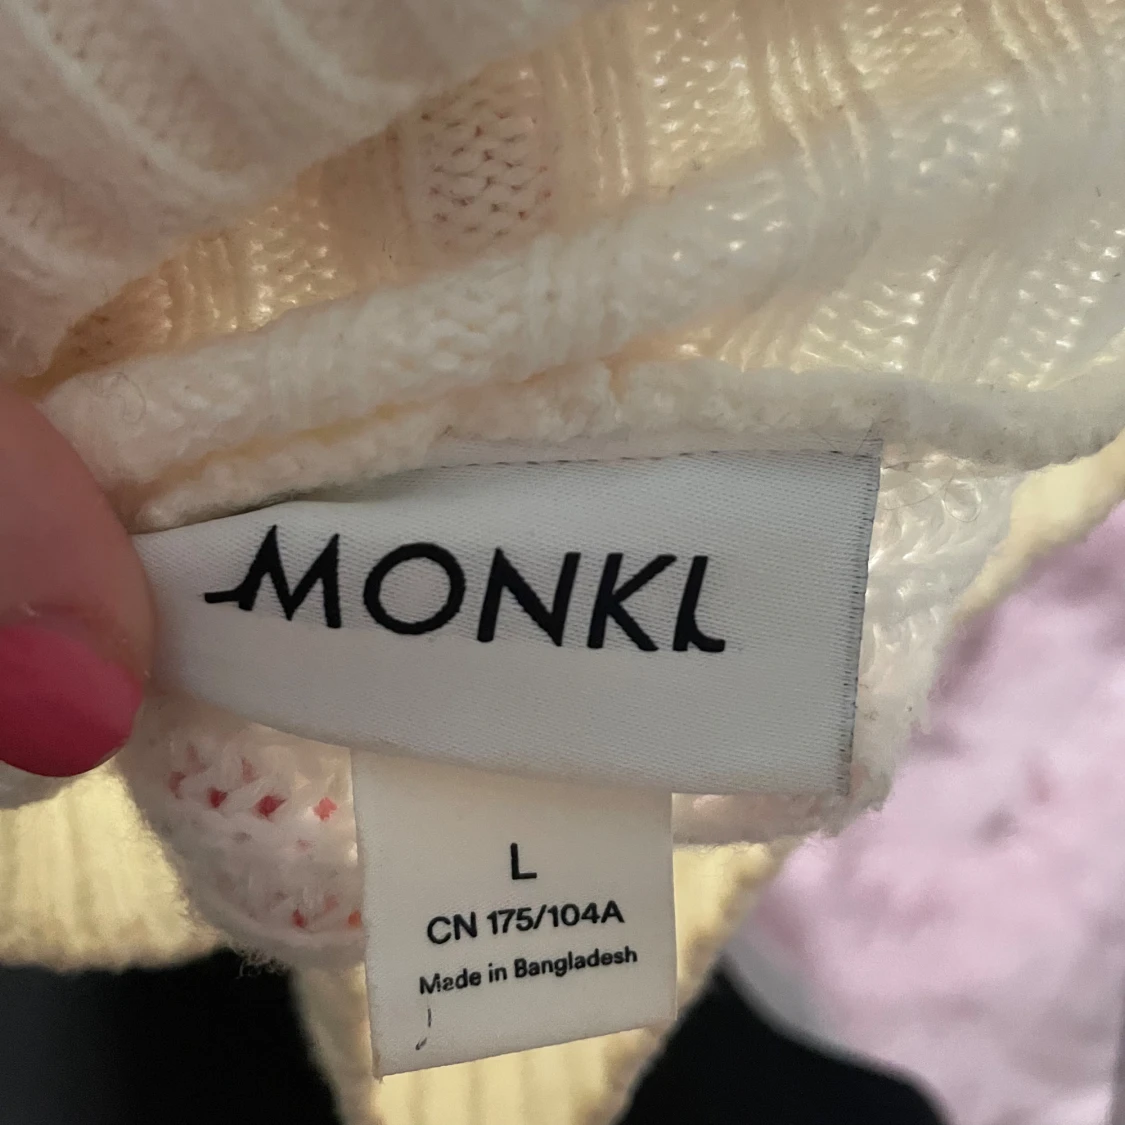 MONKI
L
CN 175/104A
Made in Bangladesh